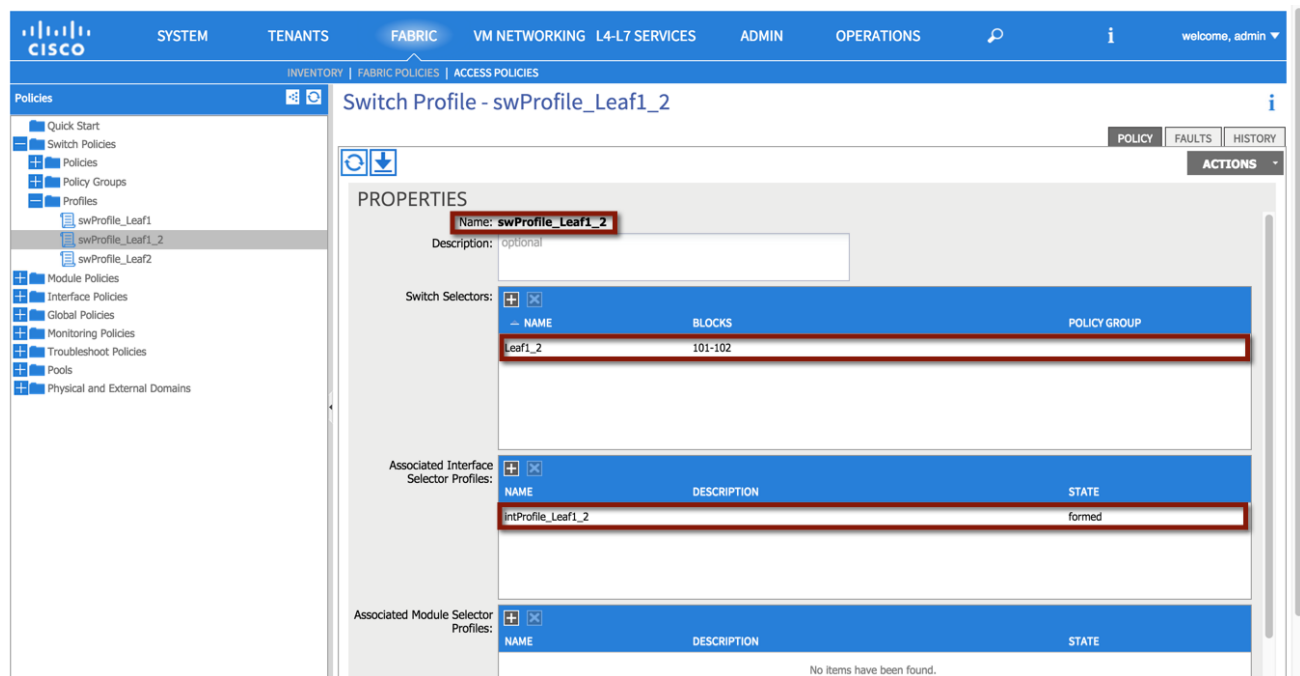 CISCO
SYSTEM TENANTS FABRIC VM NETWORKING L4-L7 SERVICES ADMIN OPERATIONS i welcome, admin
INVENTORY | FABRIC POLICIES | ACCESS POLICIES
Policies
Quick Start
Switch Policies
Policies
Policy Groups
Profiles
swProfile_Leaf1
swProfile_Leaf1_2
swProfile_Leaf2
Module Policies
Interface Policies
Global Policies
Monitoring Policies
Troubleshoot Policies
Pools
Physical and External Domains
Switch Profile - swProfile_Leaf1_2
i
POLICY FAULTS HISTORY
ACTIONS
PROPERTIES
Name: swProfile_Leaf1_2
Description: optional
Switch Selectors:
NAME BLOCKS POLICY GROUP
Leaf1_2 101-102
Associated Interface
Selector Profiles:
NAME DESCRIPTION STATE
intProfile_Leaf1_2 formed
Associated Module Selector
Profiles:
NAME DESCRIPTION STATE
No items have been found.